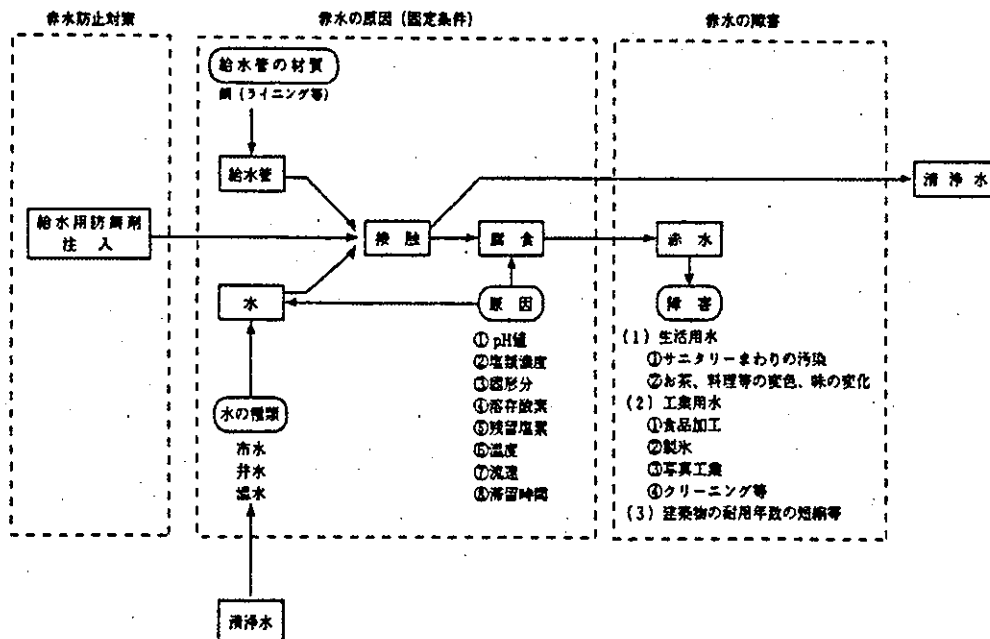 赤水防止対策
赤水の原因(固定条件)
赤水の障害
給水管の材質
鋼(ライニング等)
給水管
給水用防錆剤
注入
接触
腐食
赤水
清浄水
水
原因
障害
①pH値
②塩類濃度
③固形分
④溶存酸素
⑤残留塩素
⑥温度
⑦流速
⑧滞留時間
水の種類
市水
井水
温水
(1)生活用水
①サニタリーまわりの汚染
②お茶、料理等の変色、味の変化
(2)工業用水
①食品加工
②製氷
③写真工業
④クリーニング等
(3)建築物の耐用年数の短縮等
清浄水